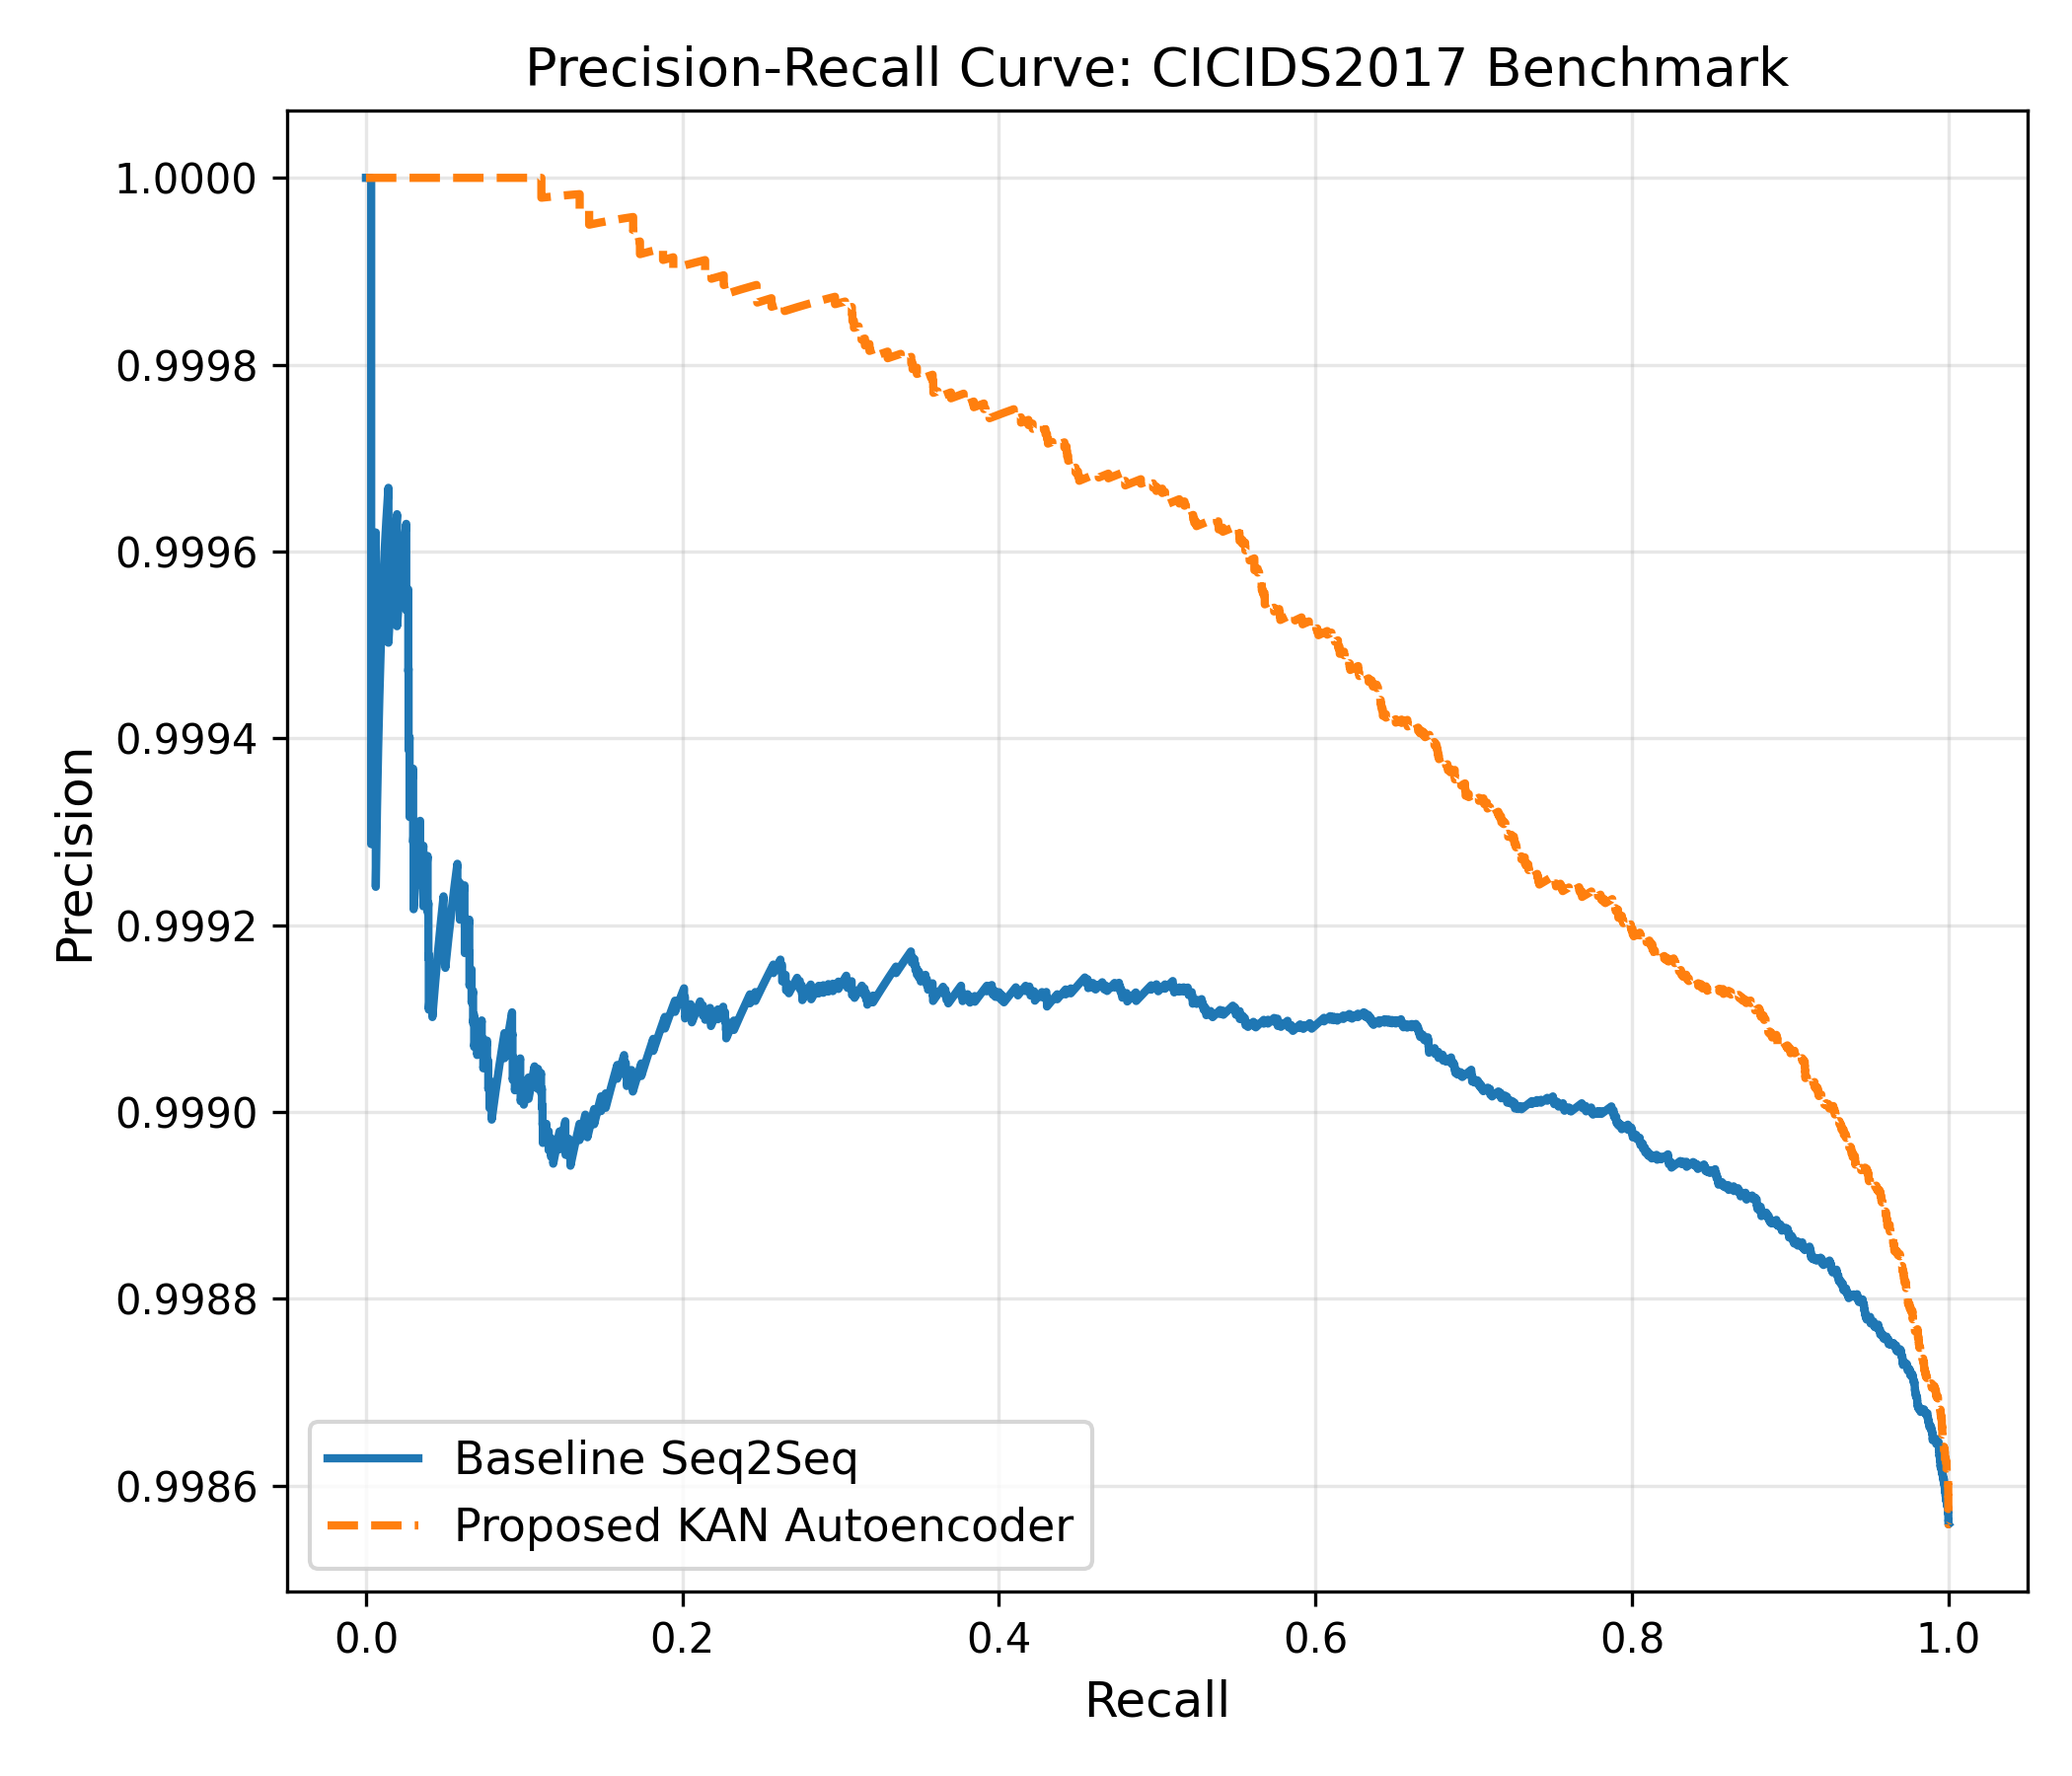 Precision-Recall Curve: CICIDS2017 Benchmark
Precision
1.0000
0.9998
0.9996
0.9994
0.9992
0.9990
0.9988
0.9986
Baseline Seq2Seq
Proposed KAN Autoencoder
0.0 0.2 0.4 0.6 0.8 1.0
Recall